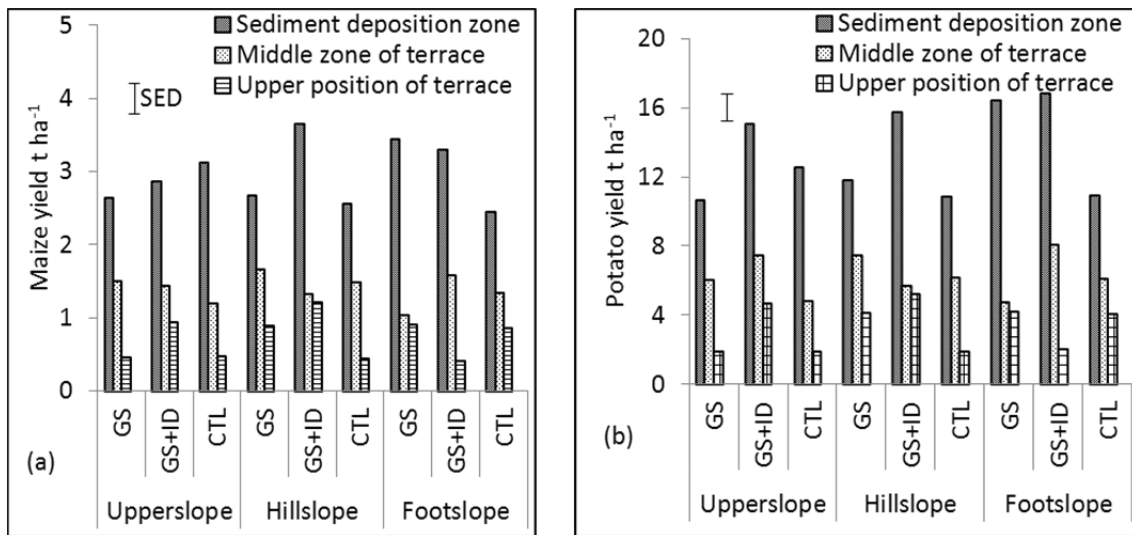 5
4
3
2
1
0
Maize yield t ha⁻¹
Sediment deposition zone
Middle zone of terrace
Upper position of terrace
SED
GS
GS+ID
CTL
GS
GS+ID
CTL
GS
GS+ID
CTL
Upperslope
Hillslope
Footslope
(a)
20
16
12
8
4
0
Potato yield t ha⁻¹
Sediment deposition zone
Middle zone of terrace
Upper position of terrace
GS
GS+ID
CTL
GS
GS+ID
CTL
GS
GS+ID
CTL
Upperslope
Hillslope
Footslope
(b)